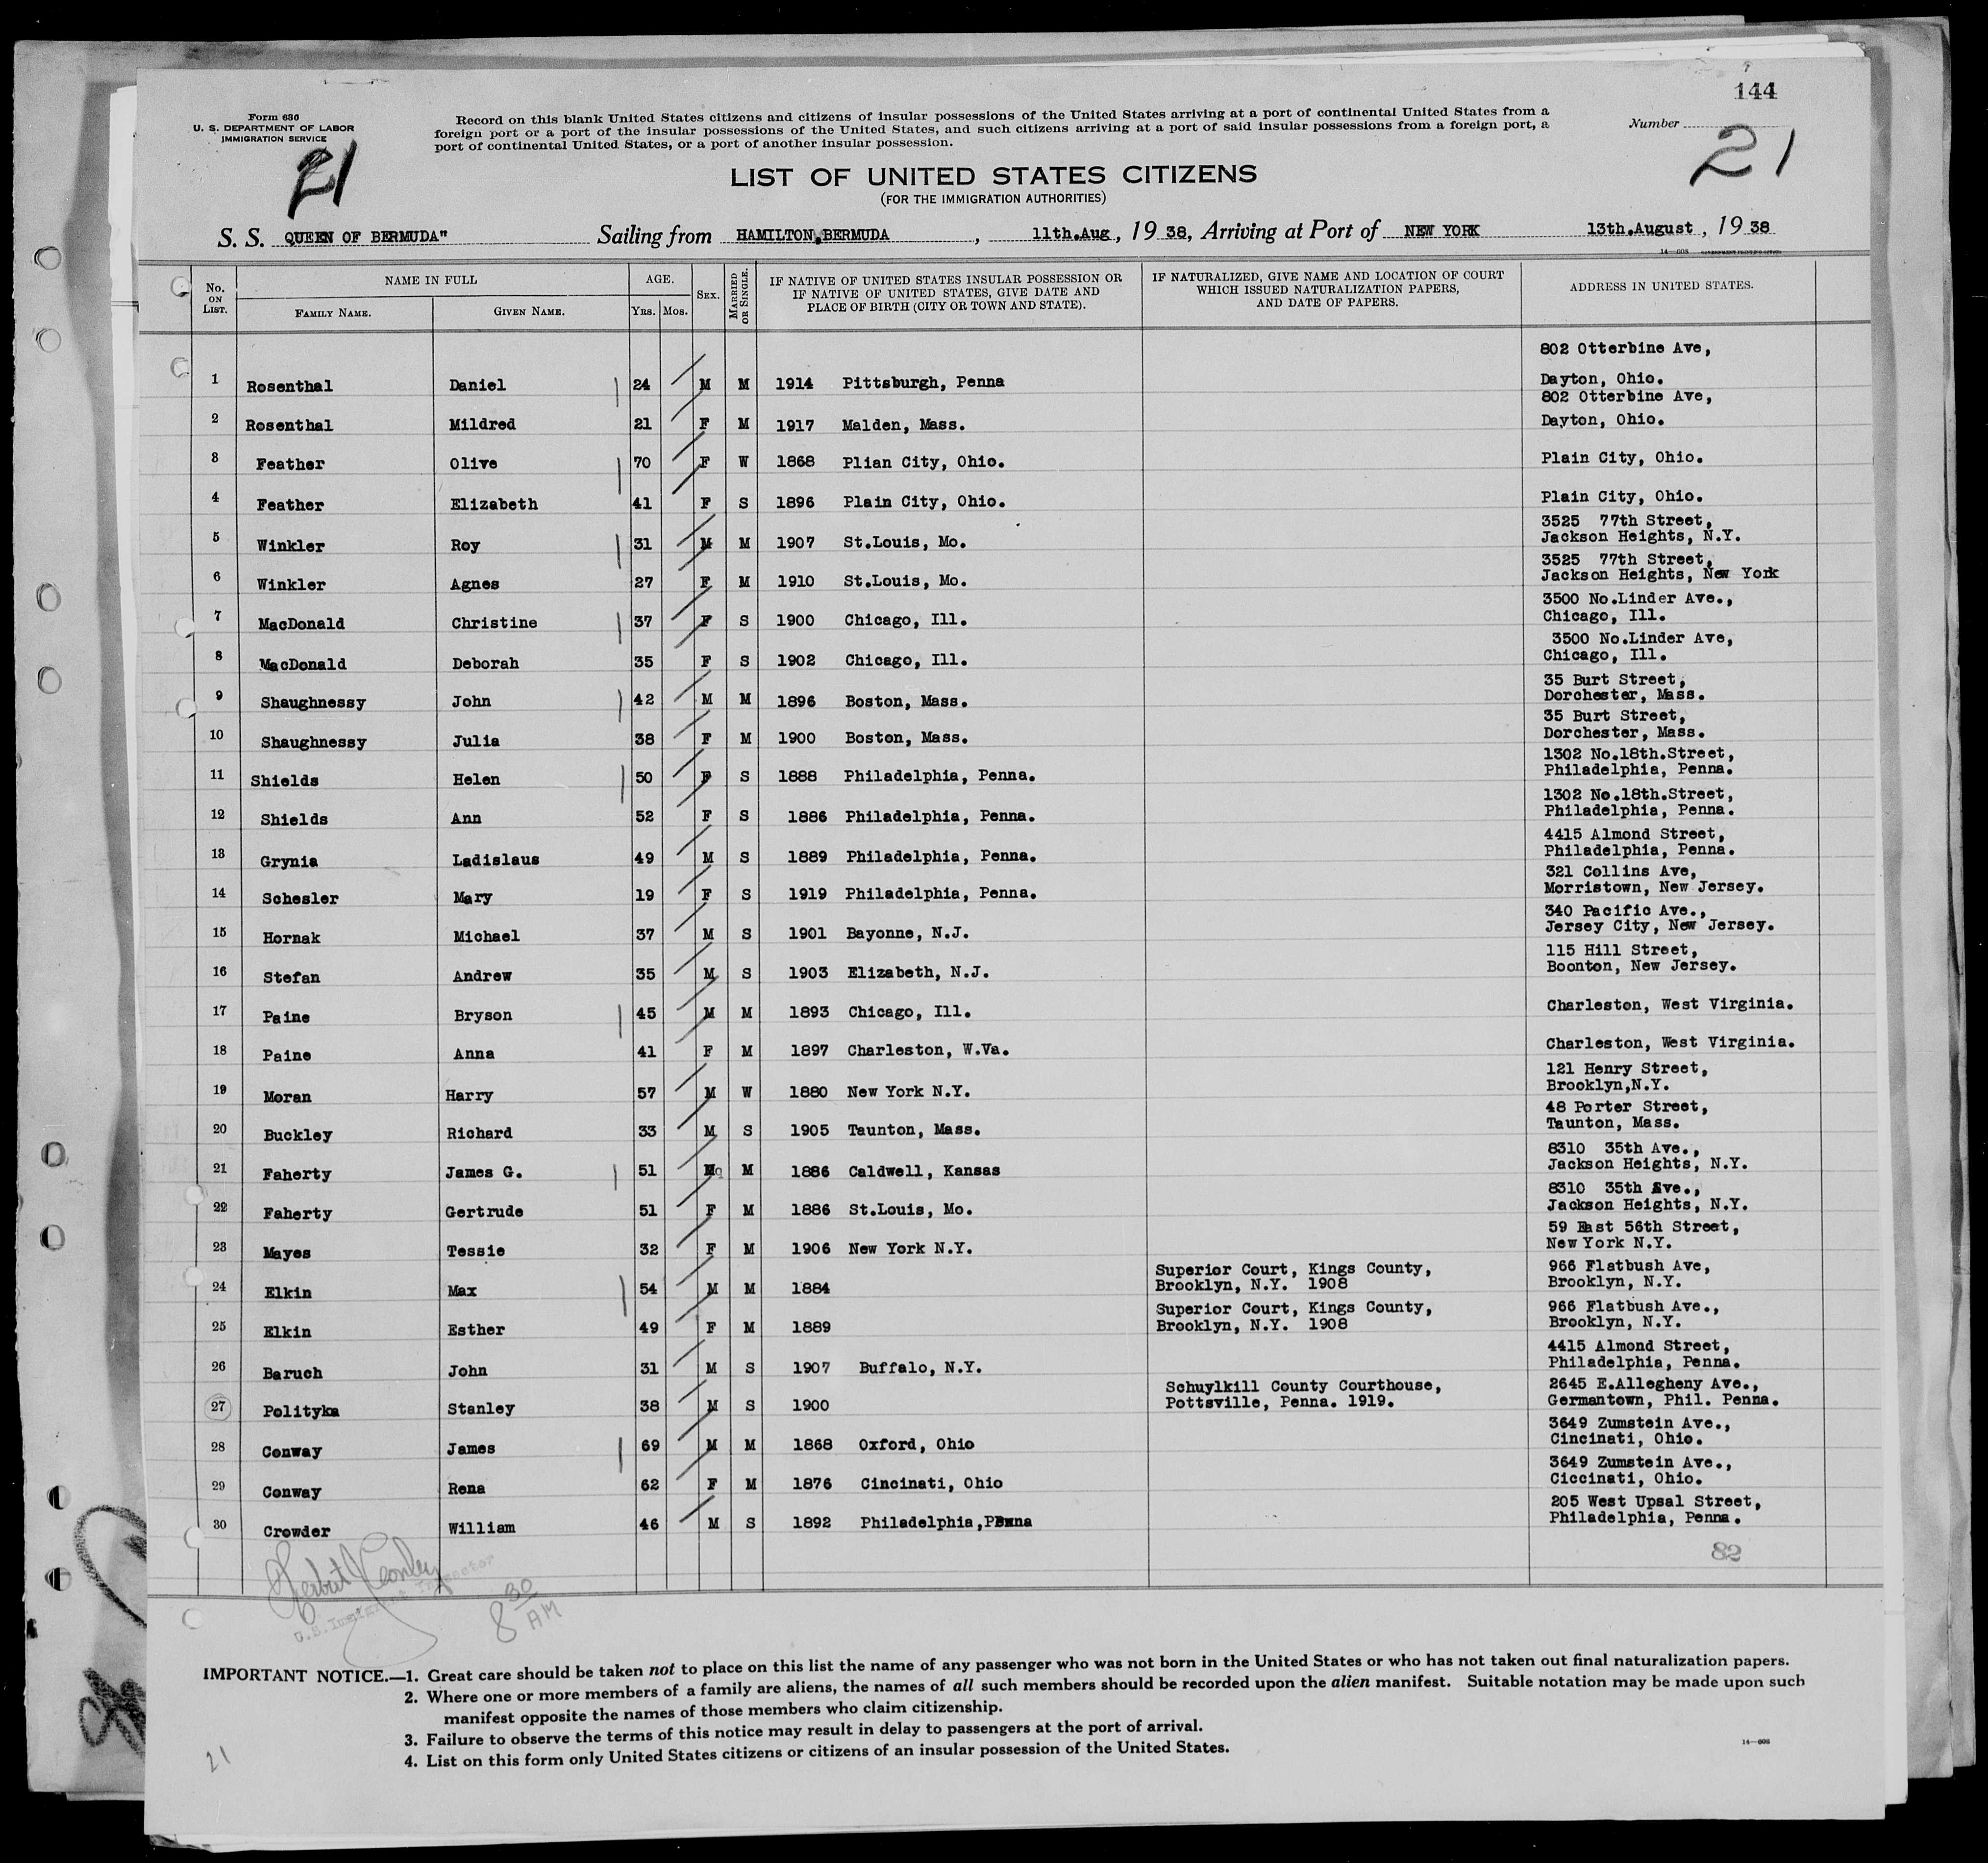 144
Form 630
U. S. DEPARTMENT OF LABOR
IMMIGRATION SERVICE
21
Record on this blank United States citizens and citizens of insular possessions of the United States arriving at a port of continental United States from a
foreign port or a port of the insular possessions of the United States, and such citizens arriving at a port of said insular possessions from a foreign port, a
port of continental United States, or a port of another insular possession.
Number
21
LIST OF UNITED STATES CITIZENS
(FOR THE IMMIGRATION AUTHORITIES)
S. S. QUEEN OF BERMUDA" Sailing from HAMILTON,BERMUDA , 11th.Aug , 19 38, Arriving at Port of NEW YORK 13th.August , 19 38
14—608
No. ON LIST. NAME IN FULL FAMILY NAME. GIVEN NAME. AGE. YRS. MOS. SEX. MARRIED OR SINGLE. IF NATIVE OF UNITED STATES INSULAR POSSESSION OR IF NATIVE OF UNITED STATES, GIVE DATE AND PLACE OF BIRTH (CITY OR TOWN AND STATE). IF NATURALIZED, GIVE NAME AND LOCATION OF COURT WHICH ISSUED NATURALIZATION PAPERS, AND DATE OF PAPERS. ADDRESS IN UNITED STATES.
802 Otterbine Ave,
1 Rosenthal Daniel 24 M M 1914 Pittsburgh, Penna Dayton, Ohio.
802 Otterbine Ave,
2 Rosenthal Mildred 21 F M 1917 Malden, Mass. Dayton, Ohio.
3 Feather Olive 70 F W 1868 Plian City, Ohio. Plain City, Ohio.
4 Feather Elizabeth 41 F S 1896 Plain City, Ohio. Plain City, Ohio.
3525 77th Street,
5 Winkler Roy 31 M M 1907 St.Louis, Mo. Jackson Heights, N.Y.
3525 77th Street,
6 Winkler Agnes 27 F M 1910 St.Louis, Mo. Jackson Heights, New York
3500 No.Linder Ave.,
7 MacDonald Christine 37 F S 1900 Chicago, Ill. Chicago, Ill.
3500 No.Linder Ave,
8 MacDonald Deborah 35 F S 1902 Chicago, Ill. Chicago, Ill.
35 Burt Street,
9 Shaughnessy John 42 M M 1896 Boston, Mass. Dorchester, Mass.
35 Burt Street,
10 Shaughnessy Julia 38 F M 1900 Boston, Mass. Dorchester, Mass.
1302 No.18th.Street,
11 Shields Helen 50 F S 1888 Philadelphia, Penna. Philadelphia, Penna.
1302 No.18th.Street,
12 Shields Ann 52 F S 1886 Philadelphia, Penna. Philadelphia, Penna.
4415 Almond Street,
13 Grynia Ladislaus 49 M S 1889 Philadelphia, Penna. Philadelphia, Penna.
321 Collins Ave,
14 Schesler Mary 19 F S 1919 Philadelphia, Penna. Morristown, New Jersey.
340 Pacific Ave.,
15 Hornak Michael 37 M S 1901 Bayonne, N.J. Jersey City, New Jersey.
115 Hill Street,
16 Stefan Andrew 35 M S 1903 Elizabeth, N.J. Boonton, New Jersey.
17 Paine Bryson 45 M M 1893 Chicago, Ill. Charleston, West Virginia.
18 Paine Anna 41 F M 1897 Charleston, W.Va. Charleston, West Virginia.
121 Henry Street,
19 Moran Harry 57 M W 1880 New York N.Y. Brooklyn,N.Y.
48 Porter Street,
20 Buckley Richard 33 M S 1905 Taunton, Mass. Taunton, Mass.
8310 35th Ave.,
21 Faherty James G. 51 M M 1886 Caldwell, Kansas Jackson Heights, N.Y.
8310 35th Ave.,
22 Faherty Gertrude 51 F M 1886 St.Louis, Mo. Jackson Heights, N.Y.
59 East 56th Street,
23 Mayes Tessie 32 F M 1906 New York N.Y. New York N.Y.
Superior Court, Kings County, 966 Flatbush Ave,
24 Elkin Max 54 M M 1884 Brooklyn, N.Y. 1908 Brooklyn, N.Y.
Superior Court, Kings County, 966 Flatbush Ave.,
25 Elkin Esther 49 F M 1889 Brooklyn, N.Y. 1908 Brooklyn, N.Y.
4415 Almond Street,
26 Baruch John 31 M S 1907 Buffalo, N.Y. Philadelphia, Penna.
Schuylkill County Courthouse, 2645 E.Allegheny Ave.,
27 Polityka Stanley 38 M S 1900 Pottsville, Penna. 1919. Germantown, Phil. Penna.
3649 Zumstein Ave.,
28 Conway James 69 M M 1868 Oxford, Ohio Cincinati, Ohio.
3649 Zumstein Ave.,
29 Conway Rena 62 F M 1876 Cincinati, Ohio Ciccinati, Ohio.
205 West Upsal Street,
30 Crowder William 46 M S 1892 Philadelphia,Penna Philadelphia, Penna.
82
U.S. Immigrant Inspector
8 30 AM
IMPORTANT NOTICE.—1. Great care should be taken not to place on this list the name of any passenger who was not born in the United States or who has not taken out final naturalization papers.
2. Where one or more members of a family are aliens, the names of all such members should be recorded upon the alien manifest. Suitable notation may be made upon such
manifest opposite the names of those members who claim citizenship.
3. Failure to observe the terms of this notice may result in delay to passengers at the port of arrival.
4. List on this form only United States citizens or citizens of an insular possession of the United States.
14—608
21